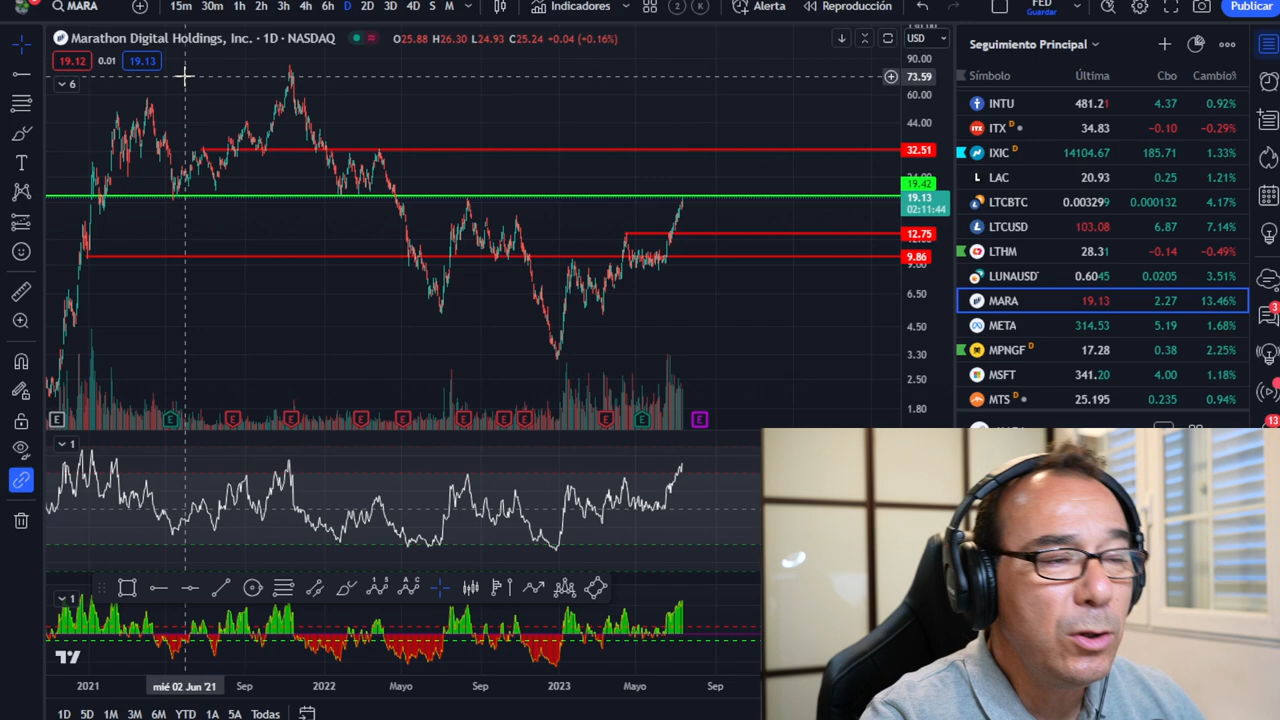 MARA
15m 30m 1h 2h 3h 4h 6h D 2D 3D 4D S M
Indicadores
2
K
Alerta
Reproducción
FED
Guardar
Publicar
Marathon Digital Holdings, Inc. · 1D · NASDAQ
O25.88 H26.30 L24.93 C25.24 +0.04 (+0.16%)
USD
19.12 0.01 19.13
6
90.00
73.59
60.00
44.00
32.51
19.42
19.13
02:11:44
12.75
9.86
6.50
4.50
3.30
2.50
1.80
E E E E E E E E E E E E
1
1
2021
mié 02 Jun '21
Sep
2022
Mayo
Sep
2023
Mayo
Sep
1D 5D 1M 3M 6M YTD 1A 5A Todas
Seguimiento Principal
Símbolo Última Cbo Cambio%
INTU 481.21 4.37 0.92%
ITX D 34.83 -0.10 -0.29%
IXIC D 14104.67 185.71 1.33%
LAC 20.93 0.25 1.21%
LTCBTC 0.003299 0.000132 4.17%
LTCUSD 103.08 6.87 7.14%
LTHM 28.31 -0.14 -0.49%
LUNAUSD 0.6045 0.0205 3.51%
MARA 19.13 2.27 13.46%
META 314.53 5.19 1.68%
MPNGF D 17.28 0.38 2.25%
MSFT 341.20 4.00 1.18%
MTS D 25.195 0.235 0.94%
3
13